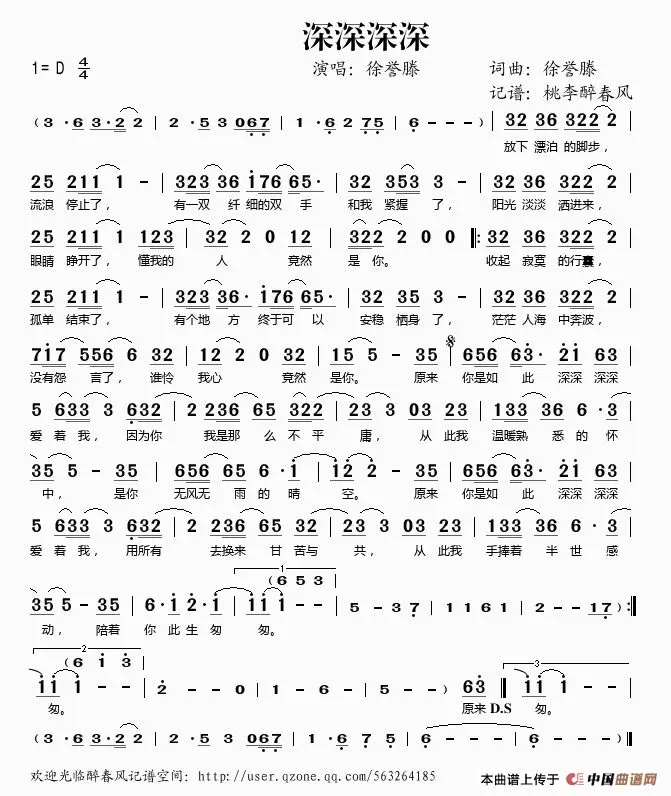 深深深深
1= D 4/4
演唱：徐誉滕 词曲：徐誉滕
记谱：桃李醉春风
(3 · 6 3 · 2 2 | 2 · 5 3 067 | 1 · 6 2 75 | 6 - - - ) | 32 36 322 2 |
放下 漂泊 的脚步，
25 211 1 - | 323 36 i76 65 · | 32 353 3 - | 32 36 322 2 |
流浪 停止了， 有一双 纤 细的双 手 和我 紧握 了， 阳光 淡淡 洒进来，
25 211 1 123 | 32 2 0 12 | 322 2 0 0 |: 32 36 322 2 |
眼睛 睁开了， 懂我的 人 竟然 是 你。 收起 寂寞 的行囊，
25 211 1 - | 323 36 · i76 65 · | 32 353 3 - | 32 36 322 2 |
孤单 结束了， 有个地 方 终于可 以 安稳 栖身 了， 茫茫 人海 中奔波，
7i7 556 6 32 | 12 2 0 32 | 15 5 - 35 | 656 63 · 2i 63 |
没有怨 言了， 谁怜 我心 竟然 是你。 原来 你是如 此 深深 深深
5 633 3 632 | 2 236 65 322 | 23 3 03 23 | 133 36 6 · 3 |
爱 着 我， 因为你 我是那 么 不 平 庸， 从 此我 温暖熟 悉 的 怀
35 5 - 35 | 656 65 6 · i | i2 2 - 35 | 656 63 · 2i 63 |
中， 是你 无风无 雨 的 晴 空。 原来 你是如 此 深深 深深
5 633 3 632 | 2 236 65 32 | 23 3 03 23 | 133 36 6 · 3 |
爱 着 我， 用所有 去换来 甘 苦与 共， 从 此我 手捧着 半 世 感
1
(6 5 3
35 5 - 35 | 6 · i 2 · i | ii i - - | 5 - 3 7 | 1 1 61 | 2 - - 17) :|
动， 陪着 你 此 生 匆 匆。
2
(6 i 3
ii i - - | 2 - - 0 | 1 - 6 - | 5 - - ) 63 |
3
ii i - - |
匆。 原来 D.S 匆。
(3 · 6 3 · 2 2 | 2 · 5 3 067 | 1 · 6 7 5 | 6 - - - | 6 - - - ) |
欢迎光临醉春风记谱空间：http://user.qzone.qq.com/563264185
本曲谱上传于 中国曲谱网